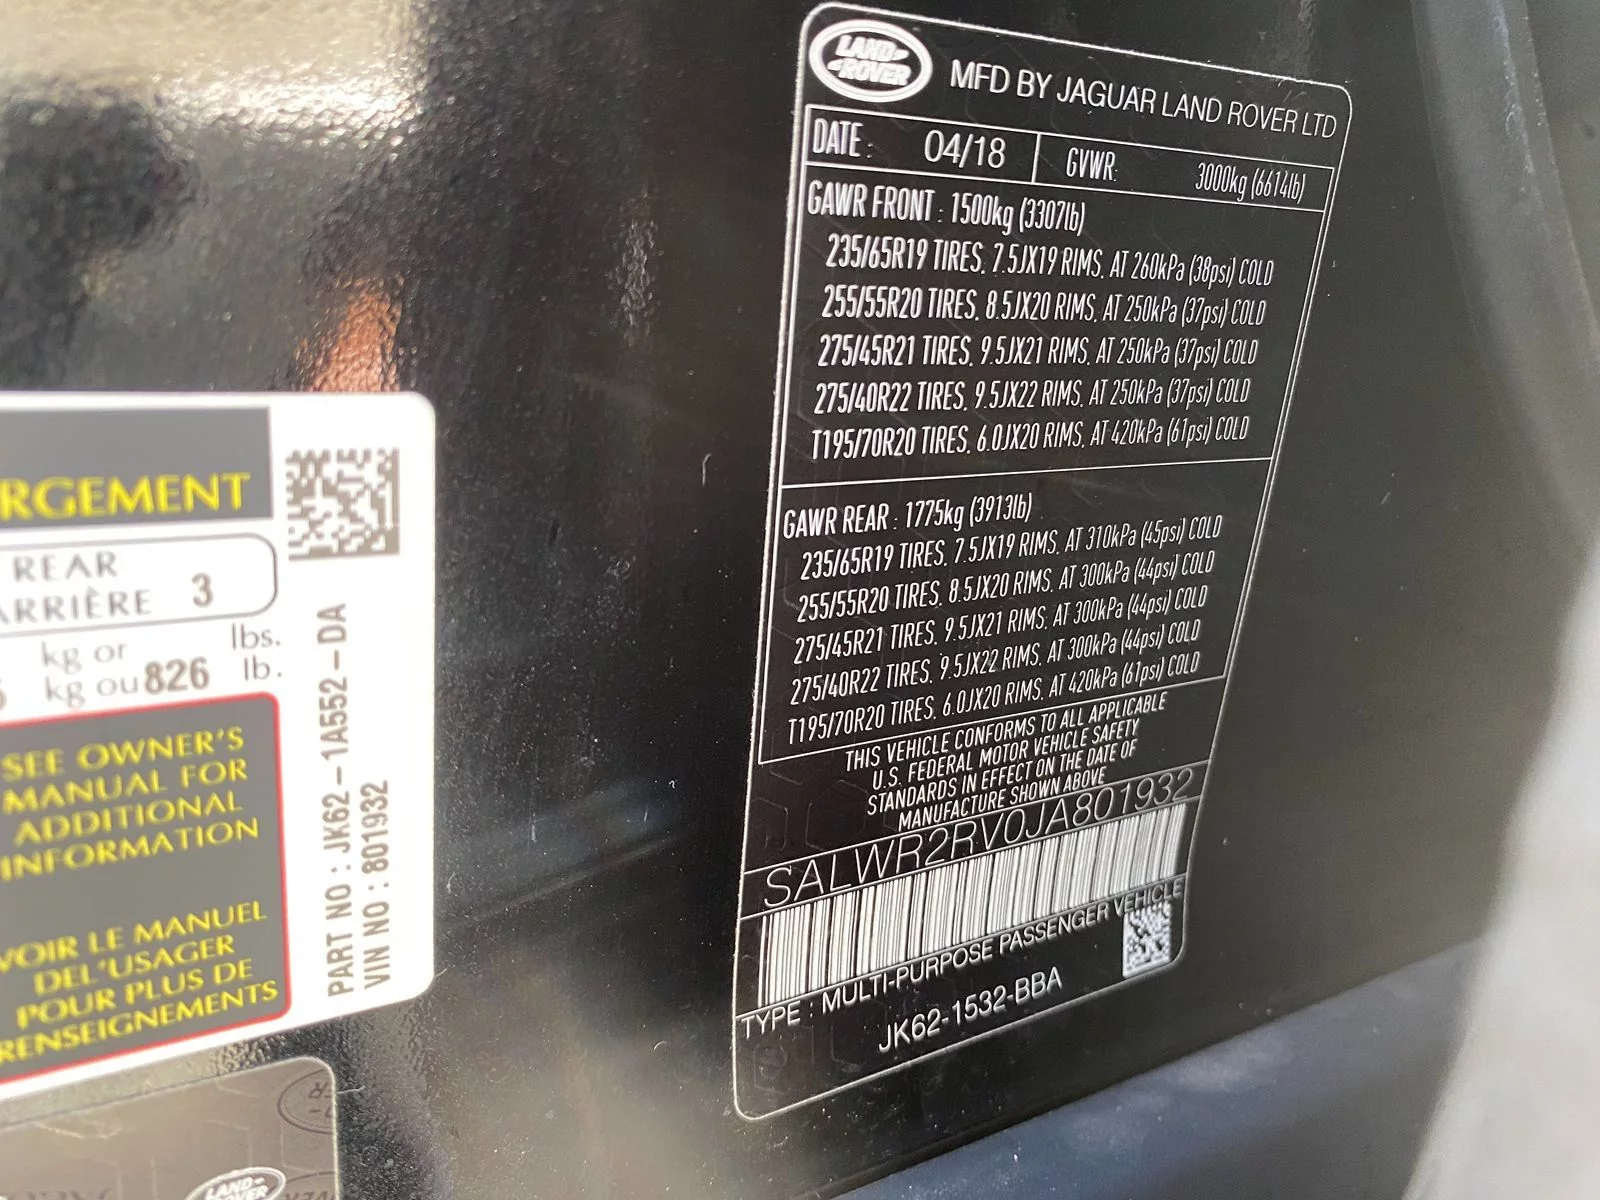 RGEMENT
REAR
ARRIÈRE 3
kg or lbs.
kg ou 826 lb.
SEE OWNER'S
MANUAL FOR
ADDITIONAL
INFORMATION
VOIR LE MANUEL
DEL'USAGER
POUR PLUS DE
RENSEIGNEMENTS
PART NO : JK62-1A552-DA
VIN NO : 801932
LAND-
ROVER
LAND-
-ROVER
MFD BY JAGUAR LAND ROVER LTD
DATE : 04/18 GVWR: 3000kg (6614lb)
GAWR FRONT : 1500kg (3307lb)
235/65R19 TIRES, 7.5JX19 RIMS, AT 260kPa (38psi) COLD
255/55R20 TIRES, 8.5JX20 RIMS, AT 250kPa (37psi) COLD
275/45R21 TIRES, 9.5JX21 RIMS, AT 250kPa (37psi) COLD
275/40R22 TIRES, 9.5JX22 RIMS, AT 250kPa (37psi) COLD
T195/70R20 TIRES, 6.0JX20 RIMS, AT 420kPa (61psi) COLD
GAWR REAR : 1775kg (3913lb)
235/65R19 TIRES, 7.5JX19 RIMS, AT 310kPa (45psi) COLD
255/55R20 TIRES, 8.5JX20 RIMS, AT 300kPa (44psi) COLD
275/45R21 TIRES, 9.5JX21 RIMS, AT 300kPa (44psi) COLD
275/40R22 TIRES, 9.5JX22 RIMS, AT 300kPa (44psi) COLD
T195/70R20 TIRES, 6.0JX20 RIMS, AT 420kPa (61psi) COLD
THIS VEHICLE CONFORMS TO ALL APPLICABLE
U.S. FEDERAL MOTOR VEHICLE SAFETY
STANDARDS IN EFFECT ON THE DATE OF
MANUFACTURE SHOWN ABOVE
SALWR2RV0JA801932
TYPE : MULTI-PURPOSE PASSENGER VEHICLE
JK62-1532-BBA